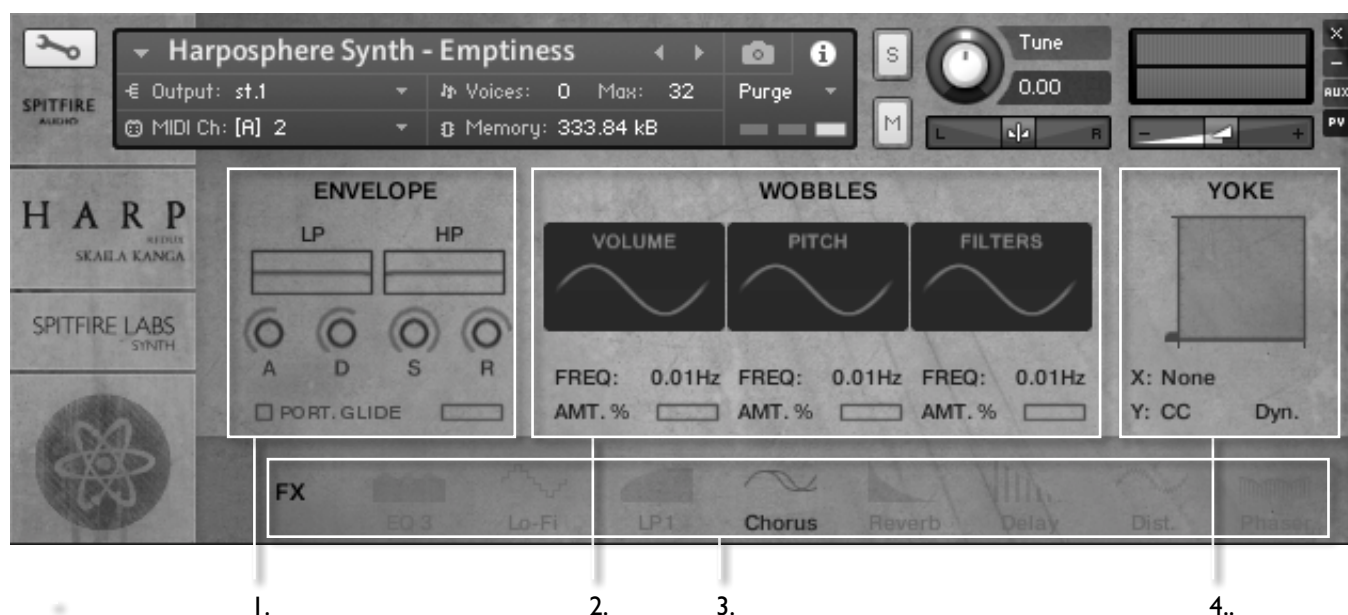 Harposphere Synth - Emptiness
S
Tune
×
−
SPITFIRE
AUDIO
Output: st.1
Voices: 0 Max: 32
Purge
0.00
AUX
MIDI Ch: [A] 2
Memory: 333.84 kB
M
L
R
−
+
PV
HARP
REDUX
SKAILA KANGA
SPITFIRE LABS
SYNTH
ENVELOPE
LP HP
A D S R
PORT. GLIDE
WOBBLES
VOLUME PITCH FILTERS
FREQ: 0.01Hz FREQ: 0.01Hz FREQ: 0.01Hz
AMT. % AMT. % AMT. %
YOKE
X: None
Y: CC Dyn.
FX
EQ 3 Lo-Fi LP1 Chorus Reverb Delay Dist. Phaser
1. 2. 3. 4..